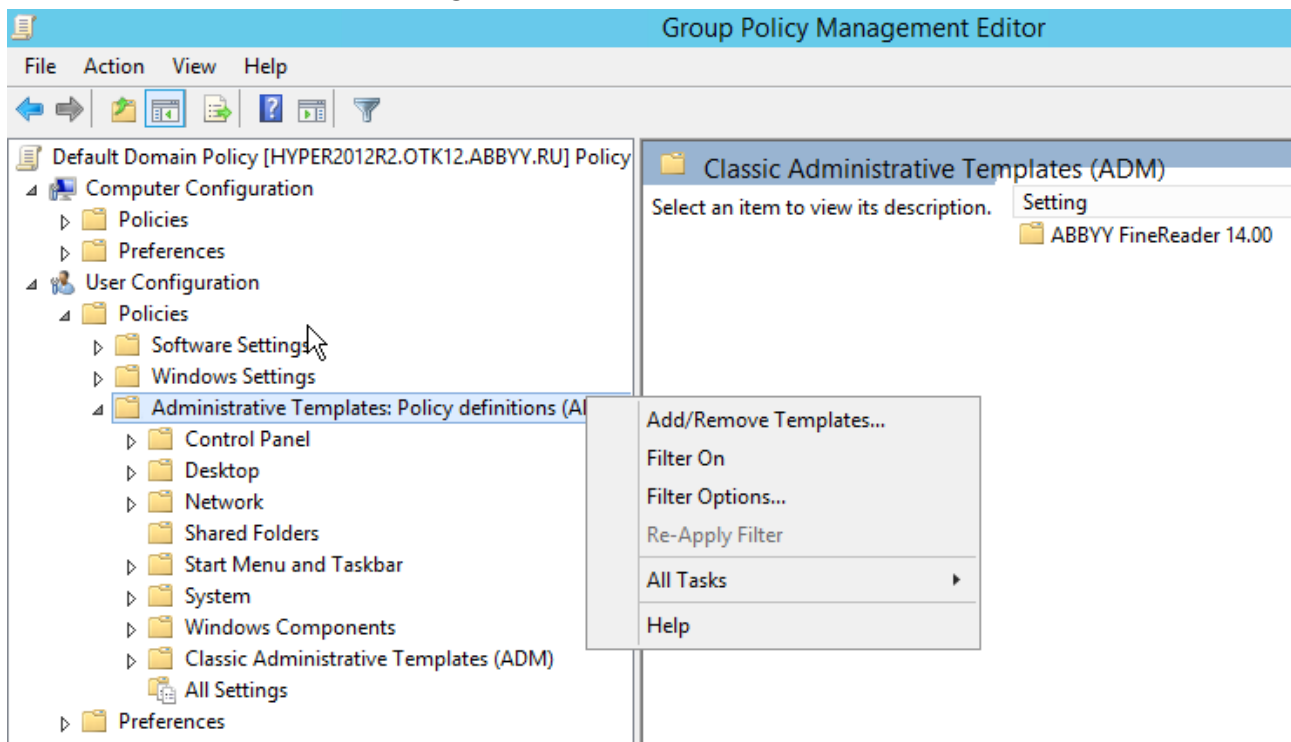 Group Policy Management Editor
File Action View Help
Default Domain Policy [HYPER2012R2.OTK12.ABBYY.RU] Policy
Computer Configuration
Policies
Preferences
User Configuration
Policies
Software Settings
Windows Settings
Administrative Templates: Policy definitions
Control Panel
Desktop
Network
Shared Folders
Start Menu and Taskbar
System
Windows Components
Classic Administrative Templates (ADM)
All Settings
Preferences
Classic Administrative Templates (ADM)
Select an item to view its description.
Setting
ABBYY FineReader 14.00
Add/Remove Templates...
Filter On
Filter Options...
Re-Apply Filter
All Tasks
Help